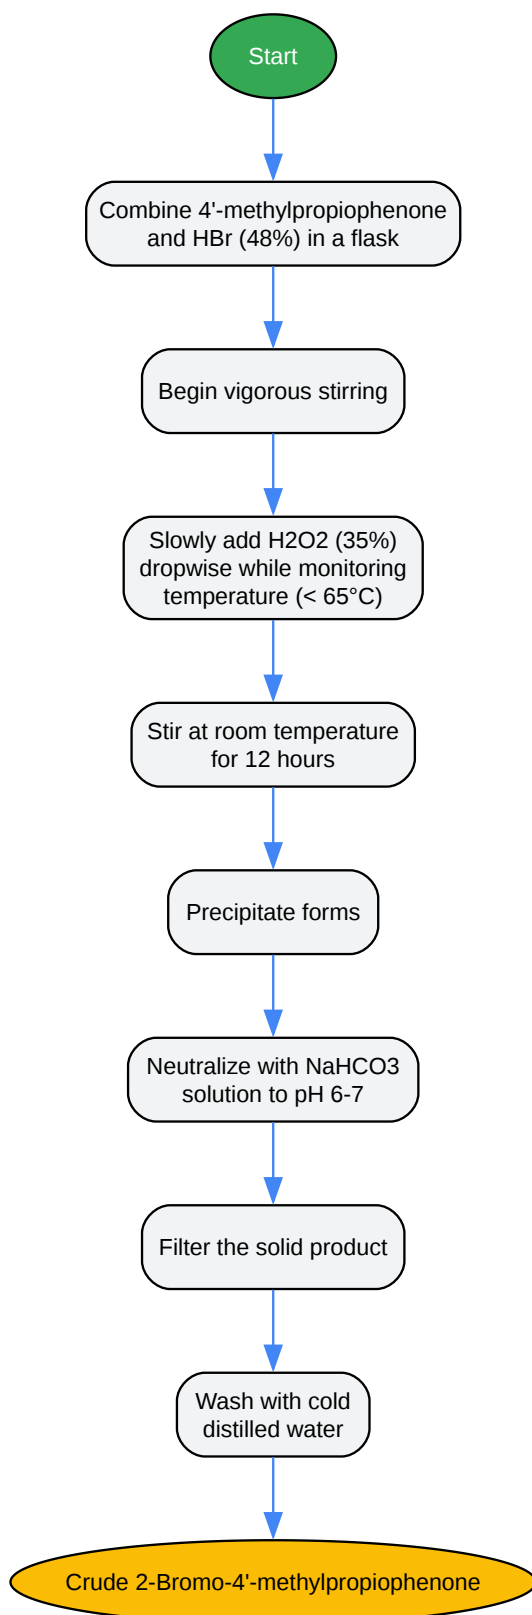 Start
Combine 4'-methylpropiophenone
and HBr (48%) in a flask
Begin vigorous stirring
Slowly add H2O2 (35%)
dropwise while monitoring
temperature (< 65°C)
Stir at room temperature
for 12 hours
Precipitate forms
Neutralize with NaHCO3
solution to pH 6-7
Filter the solid product
Wash with cold
distilled water
Crude 2-Bromo-4'-methylpropiophenone